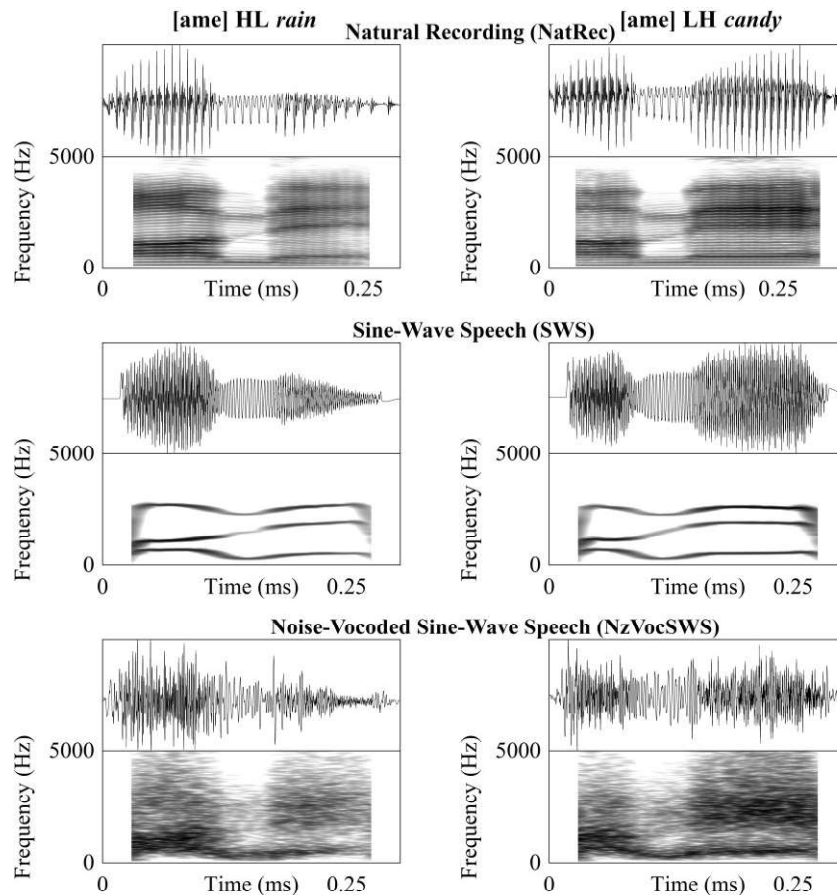 [ame] HL rain [ame] LH candy
Natural Recording (NatRec)
Frequency (Hz) 5000 Frequency (Hz) 5000
0 0
0 Time (ms) 0.25 0 Time (ms) 0.25
Sine-Wave Speech (SWS)
Frequency (Hz) 5000 Frequency (Hz) 5000
0 0
0 Time (ms) 0.25 0 Time (ms) 0.25
Noise-Vocoded Sine-Wave Speech (NzVocSWS)
Frequency (Hz) 5000 Frequency (Hz) 5000
0 0
0 Time (ms) 0.25 0 Time (ms) 0.25